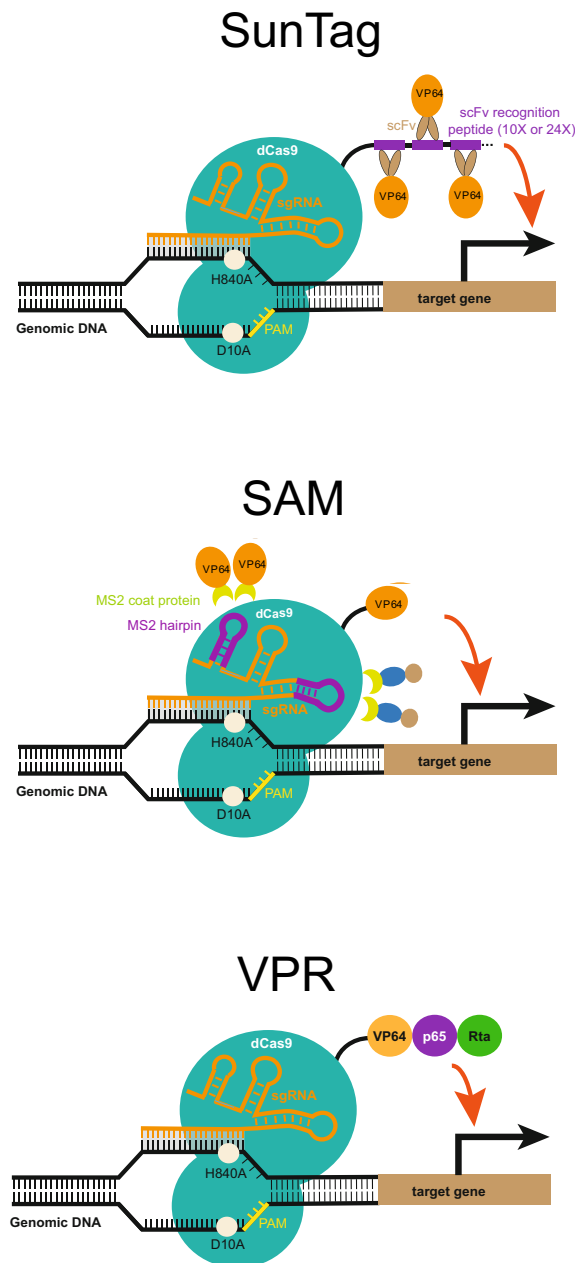 SunTag
VP64
scFv
scFv recognition
peptide (10X or 24X)
...
dCas9
VP64
VP64
sgRNA
H840A
target gene
Genomic DNA
PAM
D10A
SAM
VP64
VP64
MS2 coat protein
dCas9
VP64
MS2 hairpin
sgRNA
H840A
target gene
Genomic DNA
PAM
D10A
VPR
VP64
p65
Rta
dCas9
sgRNA
H840A
target gene
Genomic DNA
PAM
D10A